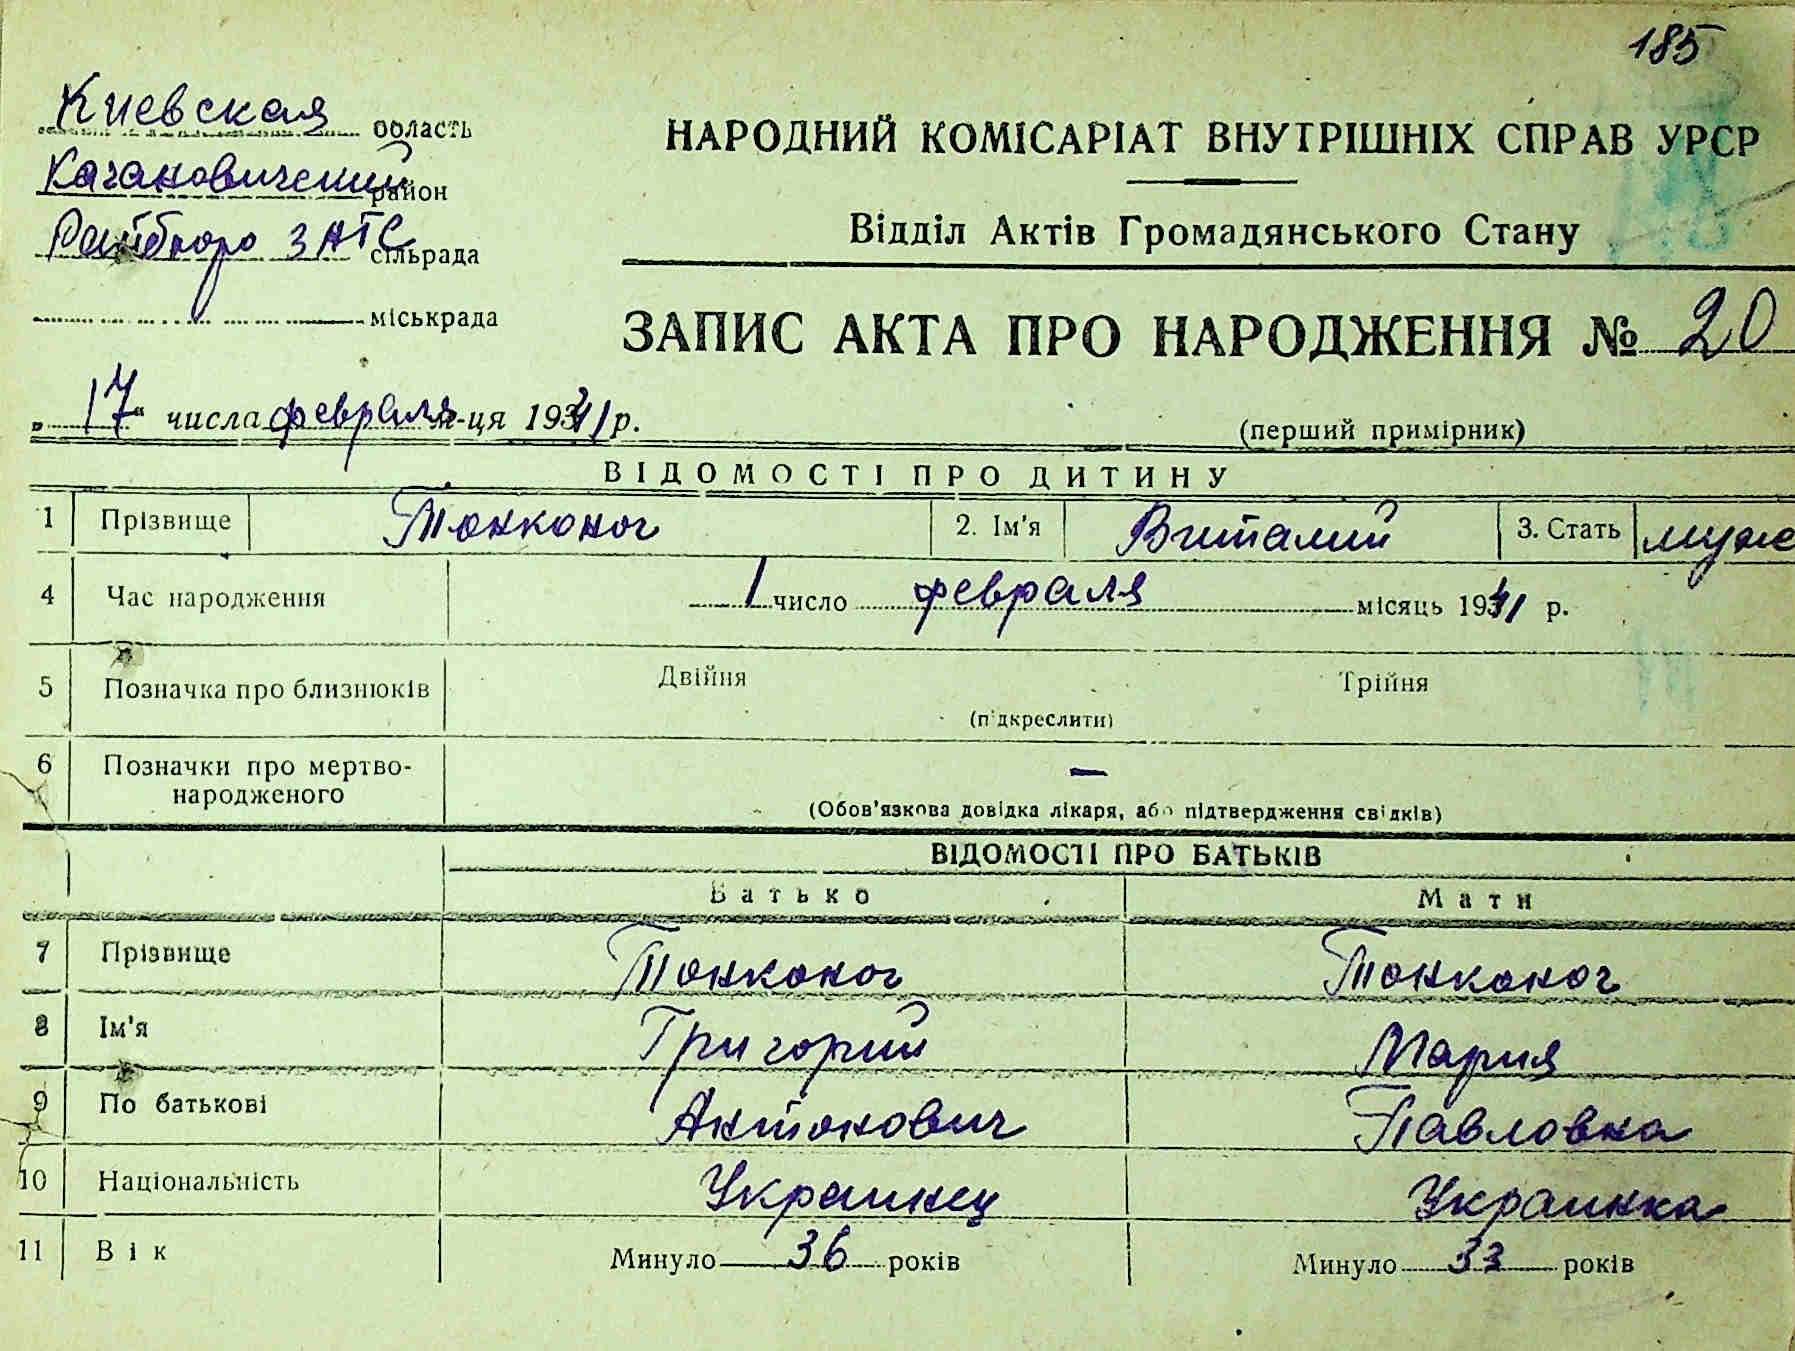 185
Киевская область
Кагановический район
Райбюро ЗАГС сільрада
міськрада
НАРОДНИЙ КОМІСАРІАТ ВНУТРІШНІХ СПРАВ УРСР
Відділ Актів Громадянського Стану
ЗАПИС АКТА ПРО НАРОДЖЕННЯ № 20
„17“ числа февраля м-ця 1941 р.
(перший примірник)
ВІДОМОСТІ ПРО ДИТИНУ
1 Прізвище Тонконог 2. Ім'я Виталий 3. Стать муж
4 Час народження 1 число февраля місяць 1941 р.
5 Позначка про близнюків Двійня Трійня
(підкреслити)
6 Позначки про мертво-
народженого —
(Обов'язкова довідка лікаря, або підтвердження свідків)
ВІДОМОСТІ ПРО БАТЬКІВ
Батько Мати
7 Прізвище Тонконог Тонконог
8 Ім'я Григорий Мария
9 По батькові Антонович Павловна
10 Національність Украинец Украинка
11 Вік Минуло 36 років Минуло 33 років